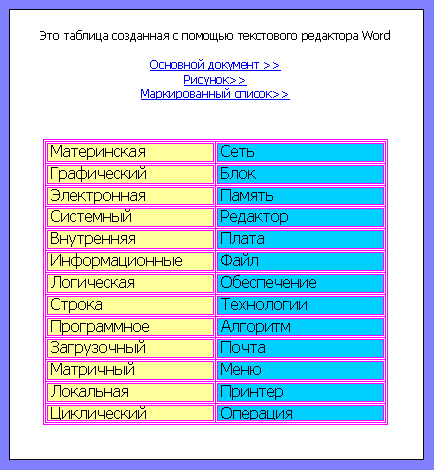 Это таблица созданная с помощью текстового редактора Word
Основной документ >>
Рисунок>>
Маркированный список>>
Материнская Сеть
Графический Блок
Электронная Память
Системный Редактор
Внутренняя Плата
Информационные Файл
Логическая Обеспечение
Строка Технологии
Программное Алгоритм
Загрузочный Почта
Матричный Меню
Локальная Принтер
Циклический Операция